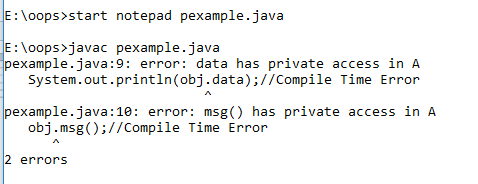 E:\oops>start notepad pexample.java
E:\oops>javac pexample.java
pexample.java:9: error: data has private access in A
System.out.println(obj.data);//Compile Time Error
^
pexample.java:10: error: msg() has private access in A
obj.msg();//Compile Time Error
^
2 errors